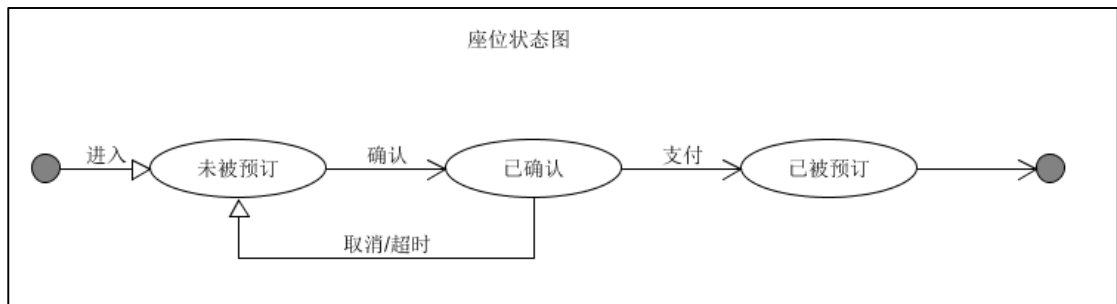 座位状态图
进入
未被预订
确认
已确认
支付
已被预订
取消/超时